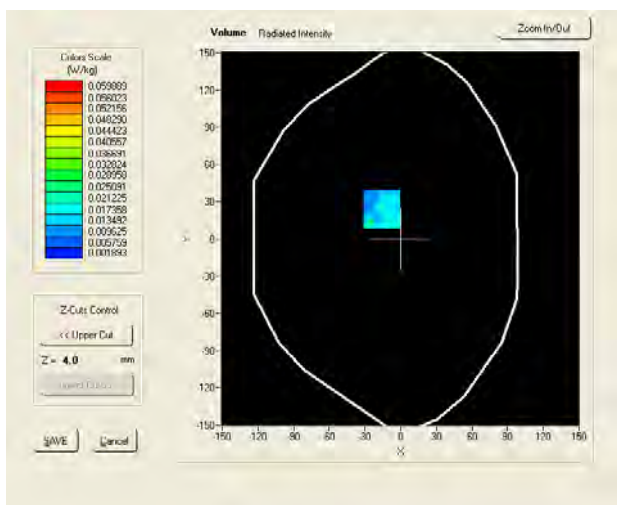 Volume Radiated Intensity
Zoom In/Out
Colors Scale
(W/kg)
0.059889
0.056023
0.052156
0.048290
0.044423
0.040557
0.036691
0.032824
0.028958
0.025091
0.021225
0.017358
0.013492
0.009625
0.005759
0.001893
150
120
90
60
30
0
-30
-60
-90
-120
-150
Y
-150 -120 -90 -60 -30 0 30 60 90 120 150
X
Z-Cuts Control
<< Upper Cut
Z = 4.0 mm
SAVE Cancel